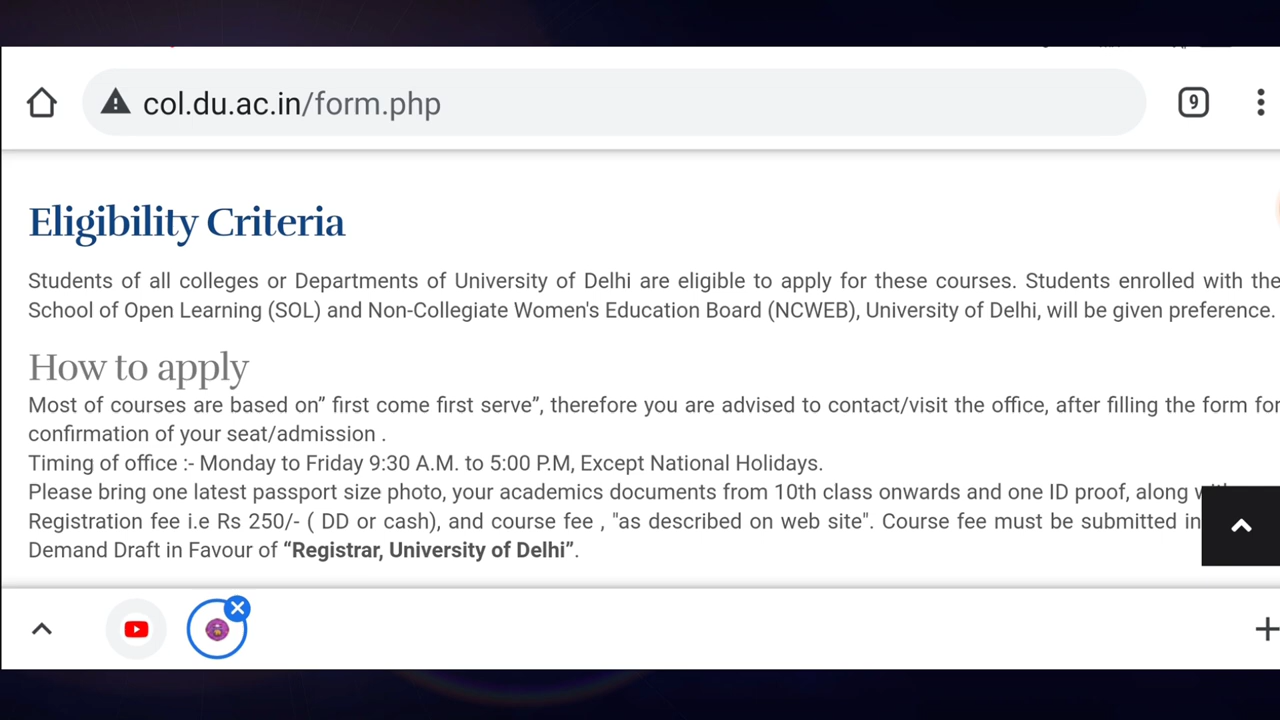 col.du.ac.in/form.php
9
Eligibility Criteria
Students of all colleges or Departments of University of Delhi are eligible to apply for these courses. Students enrolled with the
School of Open Learning (SOL) and Non-Collegiate Women's Education Board (NCWEB), University of Delhi, will be given preference.
How to apply
Most of courses are based on” first come first serve”, therefore you are advised to contact/visit the office, after filling the form for
confirmation of your seat/admission .
Timing of office :- Monday to Friday 9:30 A.M. to 5:00 P.M, Except National Holidays.
Please bring one latest passport size photo, your academics documents from 10th class onwards and one ID proof, along
Registration fee i.e Rs 250/- ( DD or cash), and course fee , "as described on web site". Course fee must be submitted in
Demand Draft in Favour of “Registrar, University of Delhi”.